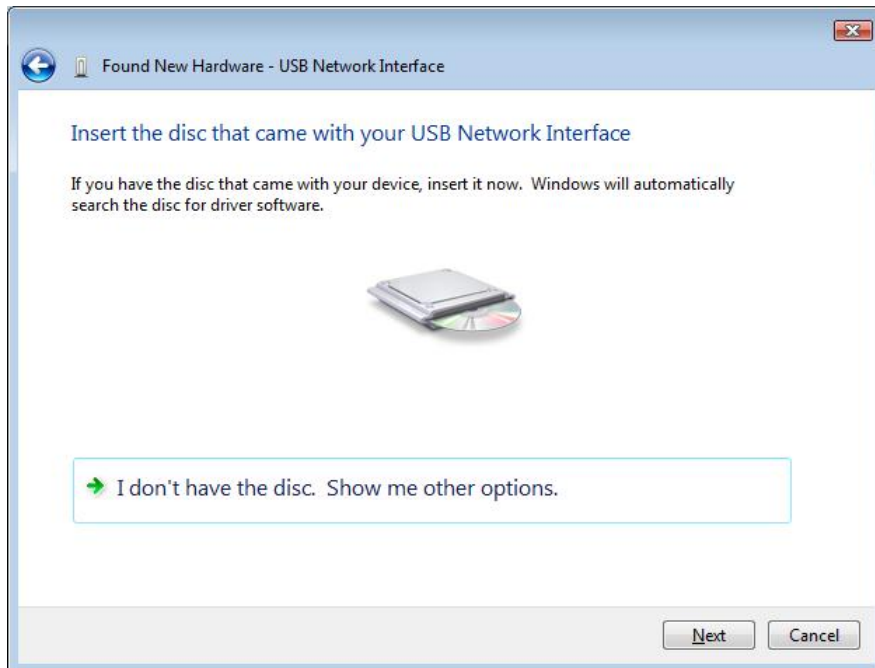 Found New Hardware - USB Network Interface
Insert the disc that came with your USB Network Interface
If you have the disc that came with your device, insert it now.  Windows will automatically
search the disc for driver software.
I don't have the disc.  Show me other options.
Next
Cancel